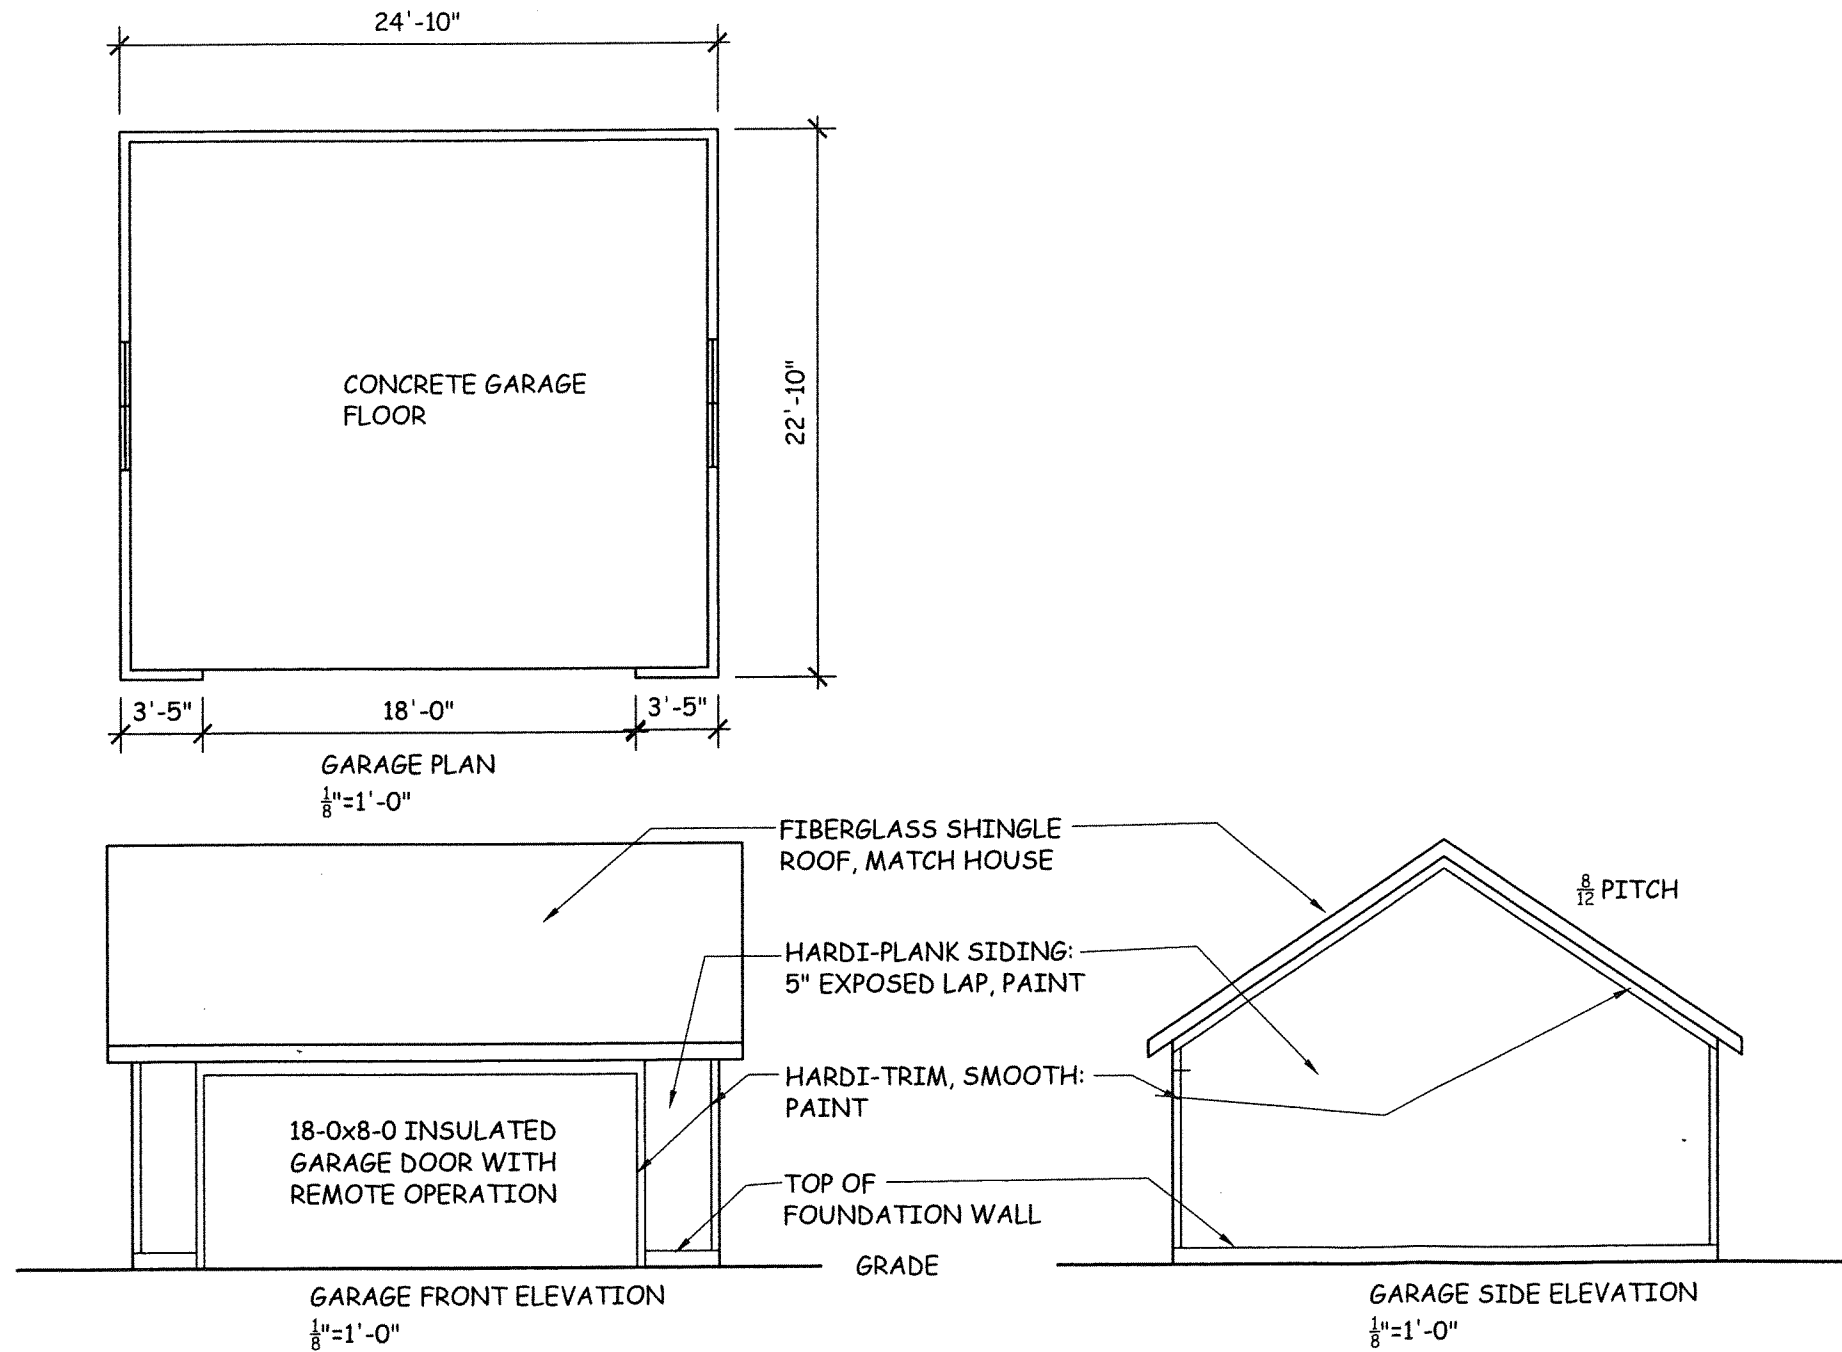 24'-10"
22'-10"
CONCRETE GARAGE
FLOOR
3'-5"
18'-0"
3'-5"
GARAGE PLAN
1/8"=1'-0"
FIBERGLASS SHINGLE
ROOF, MATCH HOUSE
8/12 PITCH
HARDI-PLANK SIDING:
5" EXPOSED LAP, PAINT
HARDI-TRIM, SMOOTH:
PAINT
18-0x8-0 INSULATED
GARAGE DOOR WITH
REMOTE OPERATION
TOP OF
FOUNDATION WALL
GRADE
GARAGE FRONT ELEVATION
1/8"=1'-0"
GARAGE SIDE ELEVATION
1/8"=1'-0"